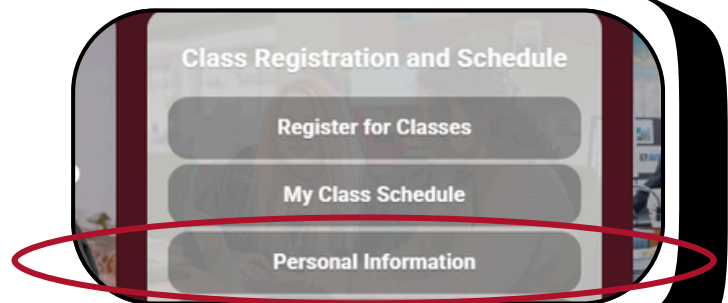 Class Registration and Schedule
Register for Classes
My Class Schedule
Personal Information